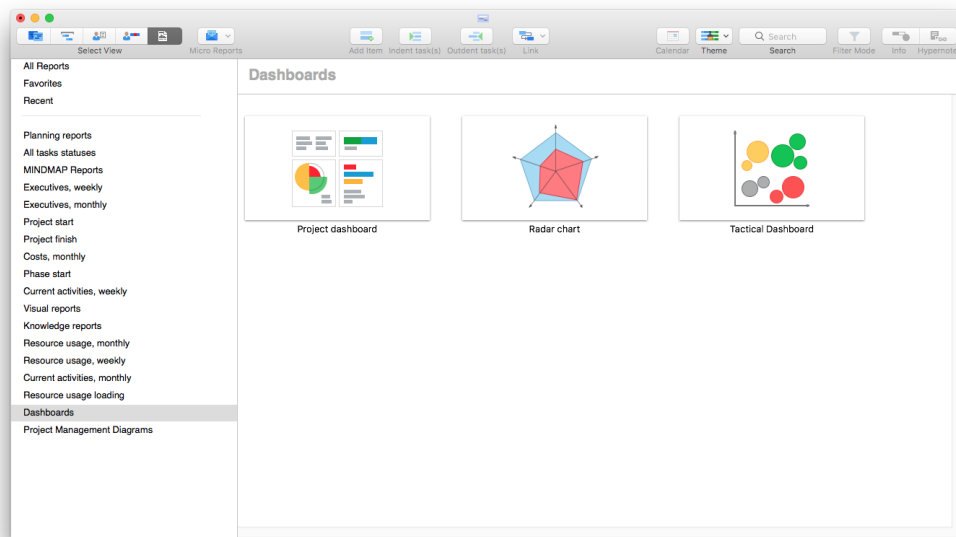 Select View
Micro Reports
Add Item
Indent task(s)
Outdent task(s)
Link
Calendar
Theme
Search
Search
Filter Mode
Info
Hypernote
All Reports
Favorites
Recent
Planning reports
All tasks statuses
MINDMAP Reports
Executives, weekly
Executives, monthly
Project start
Project finish
Costs, monthly
Phase start
Current activities, weekly
Visual reports
Knowledge reports
Resource usage, monthly
Resource usage, weekly
Current activities, monthly
Resource usage loading
Dashboards
Project Management Diagrams
Dashboards
Project dashboard
Radar chart
Tactical Dashboard